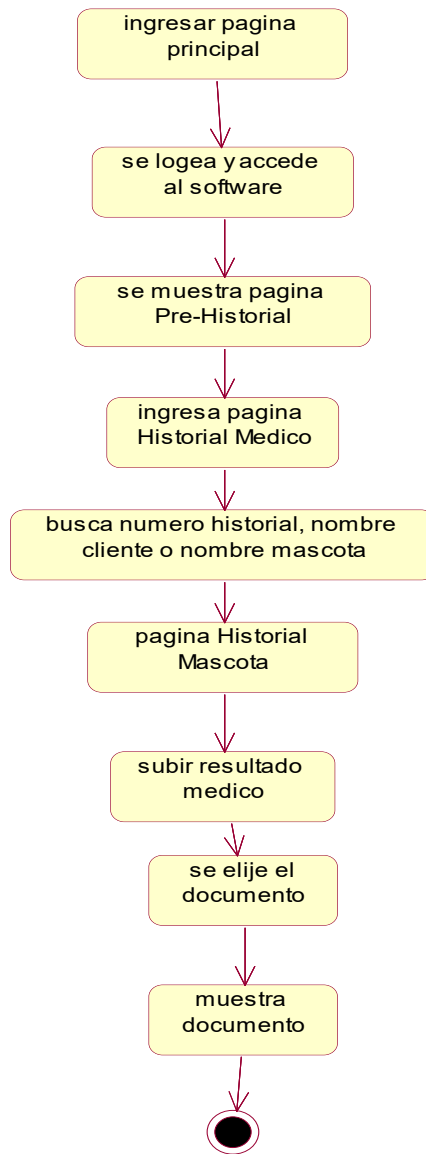 ingresar pagina
principal
se logea y accede
al software
se muestra pagina
Pre-Historial
ingresa pagina
Historial Medico
busca numero historial, nombre
cliente o nombre mascota
pagina Historial
Mascota
subir resultado
medico
se elije el
documento
muestra
documento